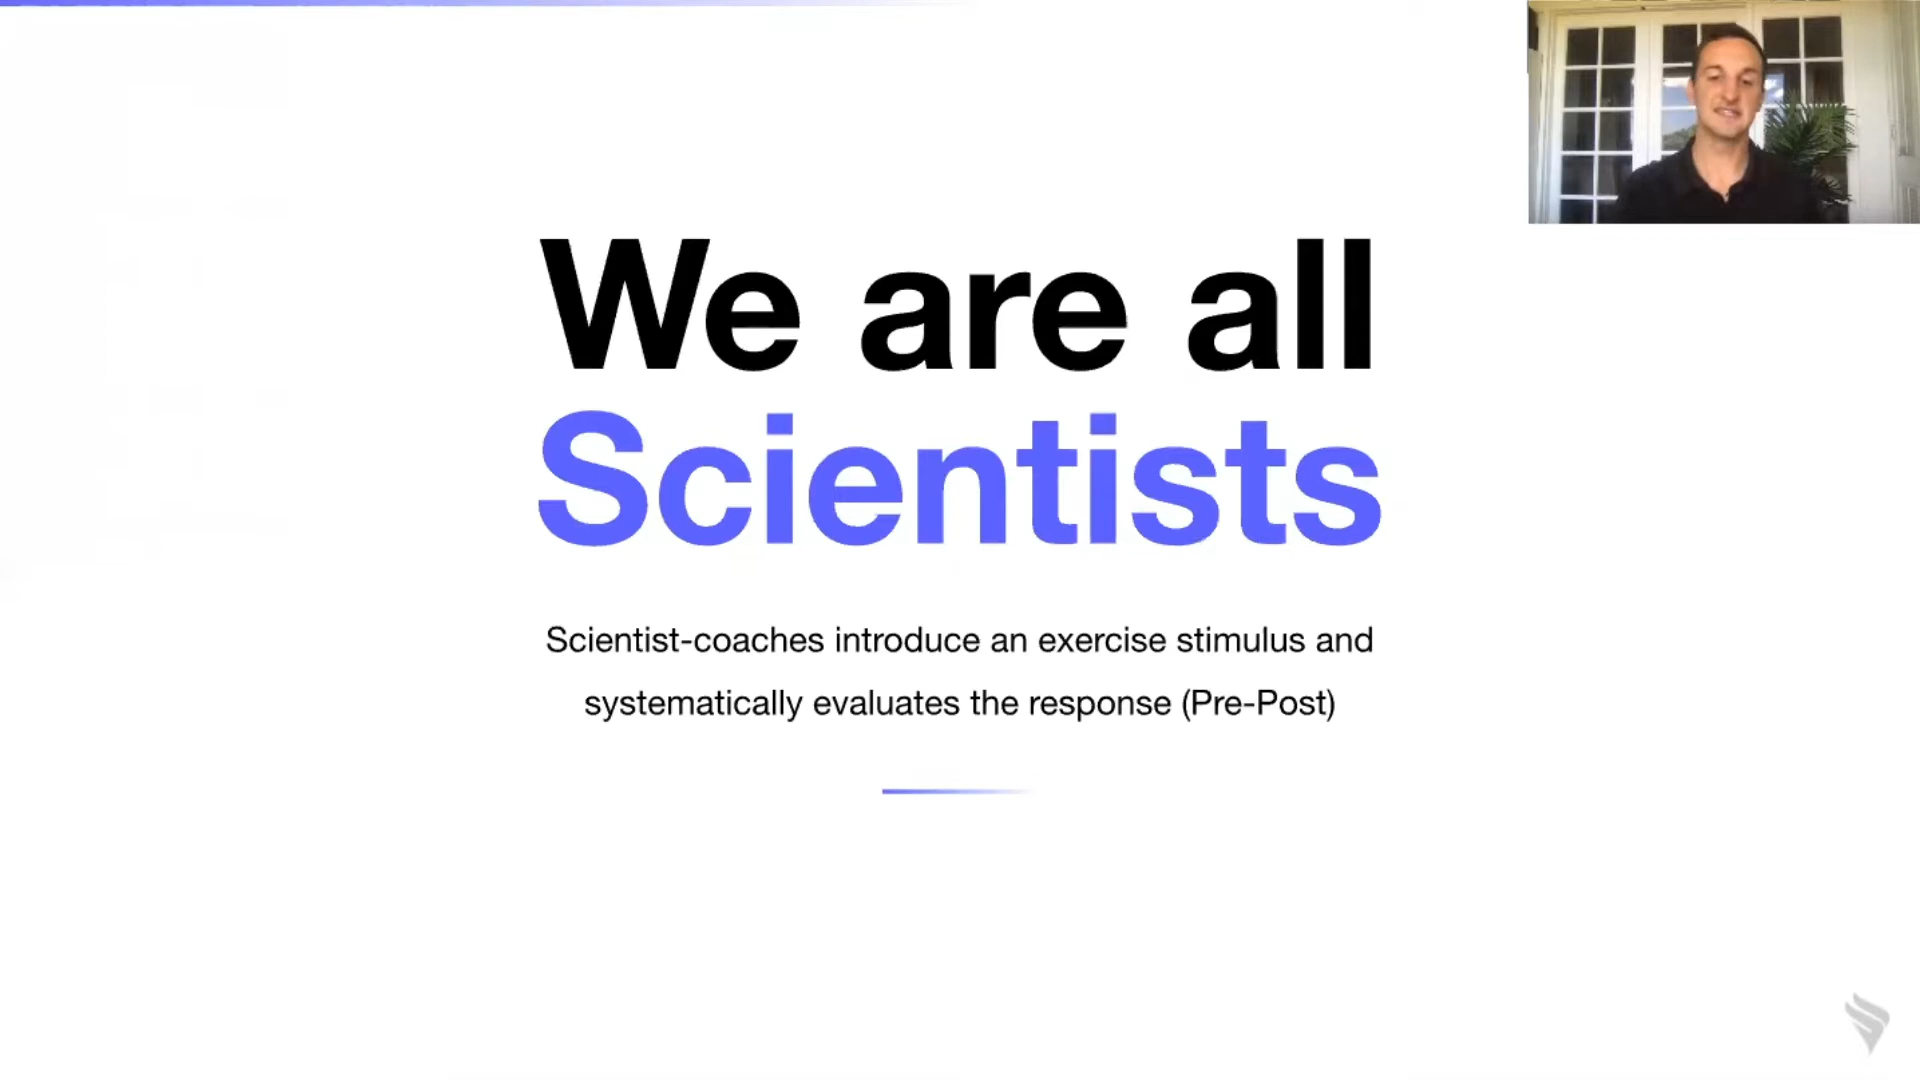 We are all
Scientists
Scientist-coaches introduce an exercise stimulus and
systematically evaluates the response (Pre-Post)